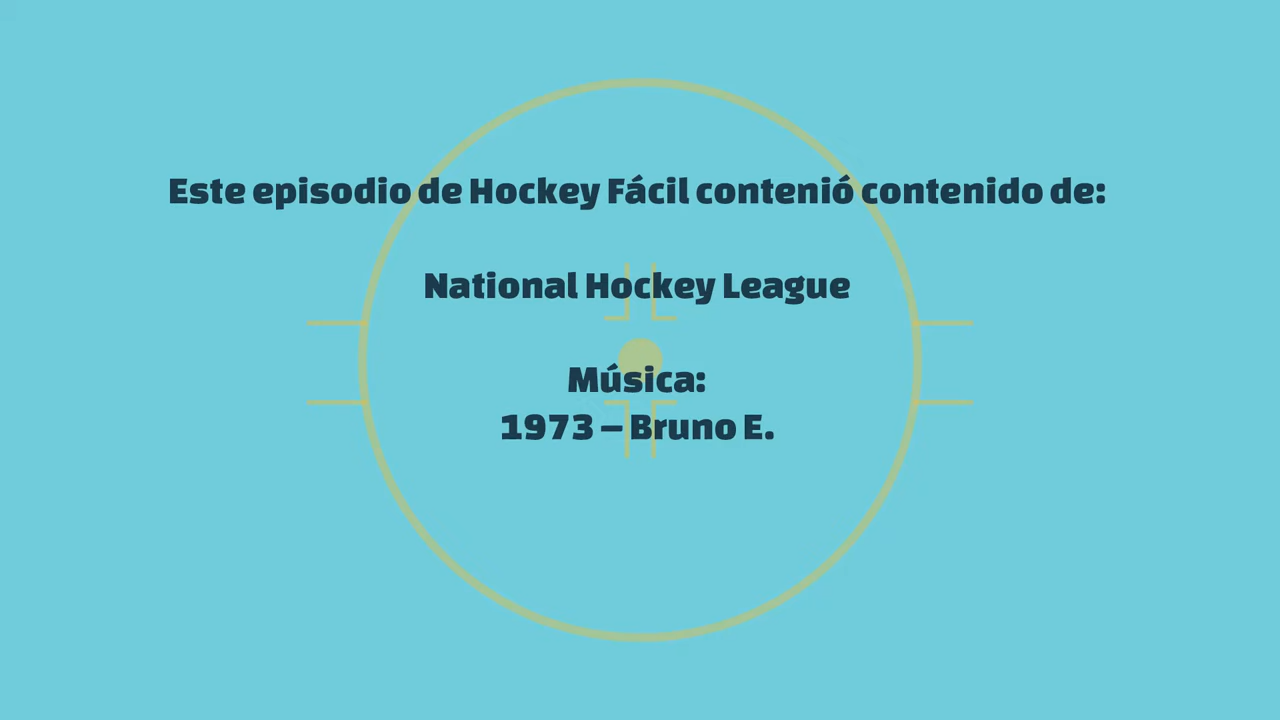 Este episodio de Hockey Fácil contenió contenido de:
National Hockey League
Música:
1973 – Bruno E.